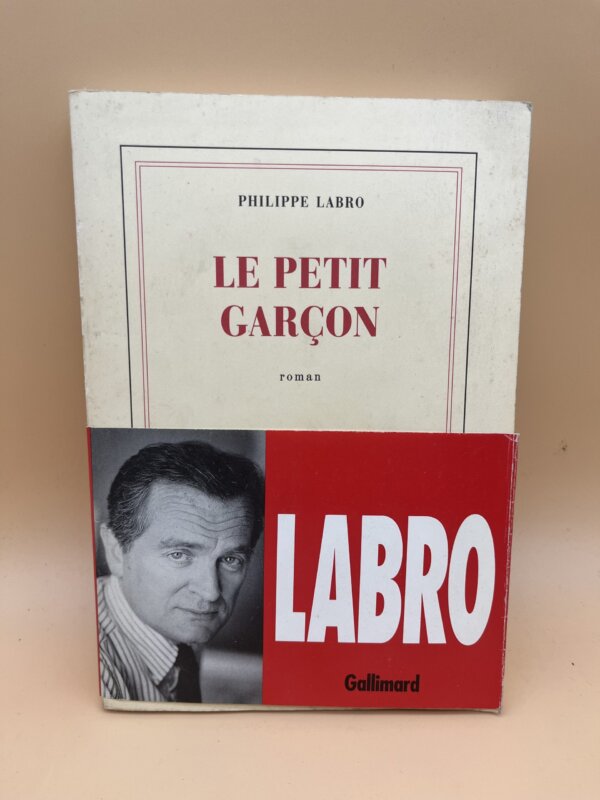 PHILIPPE LABRO
LE PETIT
GARÇON
roman
LABRO
Gallimard